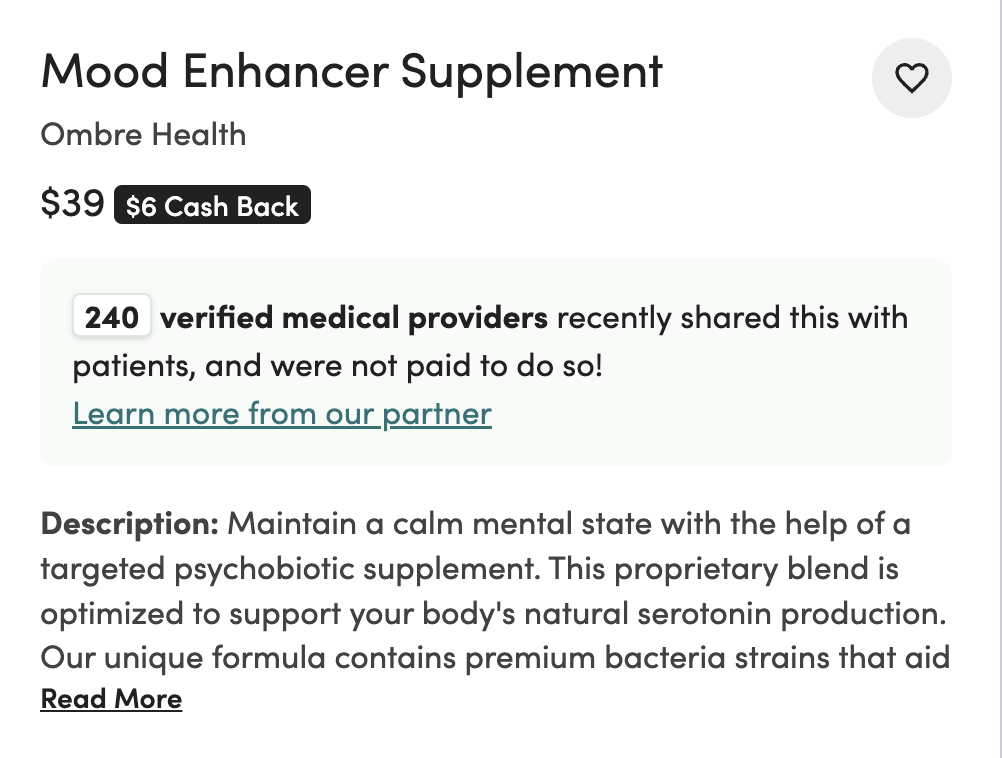 Mood Enhancer Supplement
Ombre Health
$39 $6 Cash Back
240 verified medical providers recently shared this with
patients, and were not paid to do so!
Learn more from our partner
Description: Maintain a calm mental state with the help of a
targeted psychobiotic supplement. This proprietary blend is
optimized to support your body's natural serotonin production.
Our unique formula contains premium bacteria strains that aid
Read More